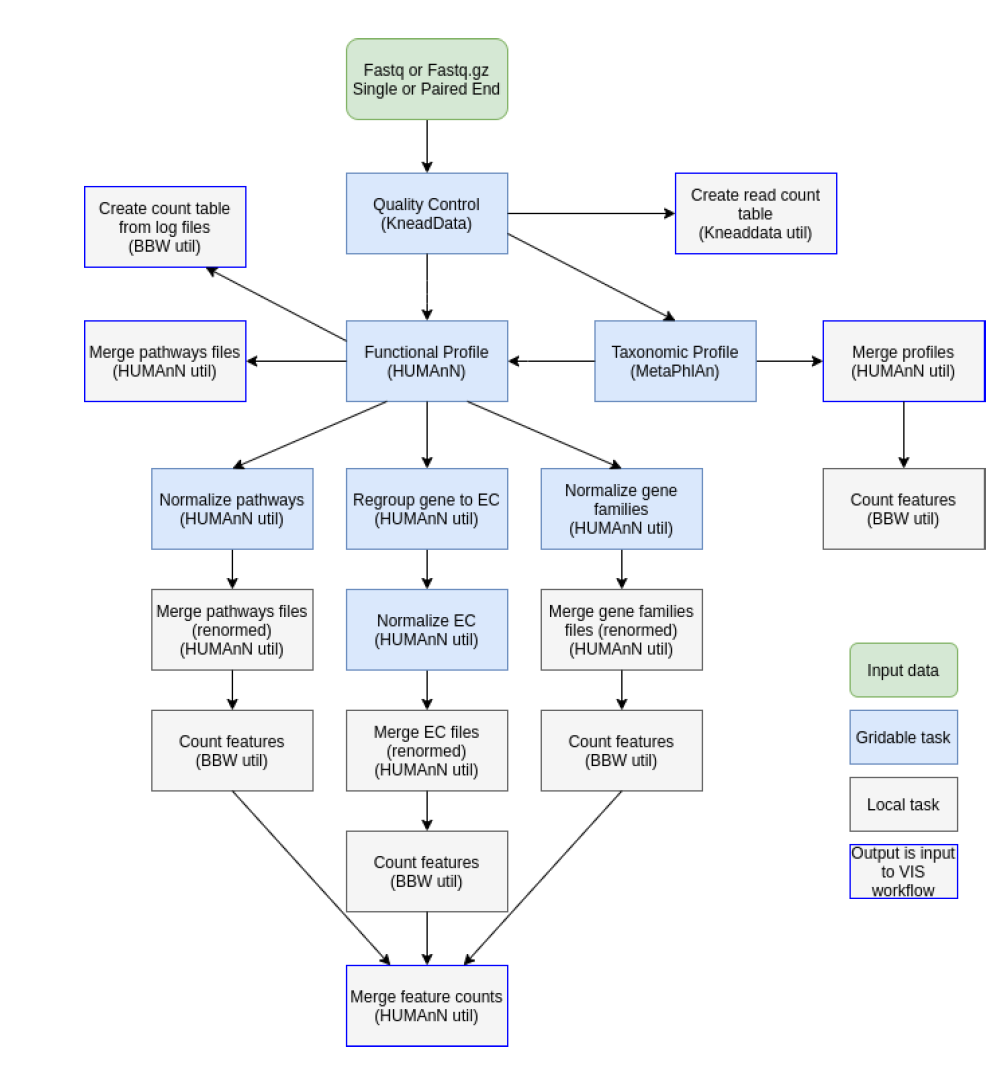 Fastq or Fastq.gz
Single or Paired End
Quality Control
(KneadData)
Create read count
table
(Kneaddata util)
Create count table
from log files
(BBW util)
Merge pathways files
(HUMAnN util)
Functional Profile
(HUMAnN)
Taxonomic Profile
(MetaPhlAn)
Merge profiles
(HUMAnN util)
Normalize pathways
(HUMAnN util)
Regroup gene to EC
(HUMAnN util)
Normalize gene
families
(HUMAnN util)
Count features
(BBW util)
Merge pathways files
(renormed)
(HUMAnN util)
Normalize EC
(HUMAnN util)
Merge gene families
files (renormed)
(HUMAnN util)
Count features
(BBW util)
Merge EC files
(renormed)
(HUMAnN util)
Count features
(BBW util)
Count features
(BBW util)
Merge feature counts
(HUMAnN util)
Input data
Gridable task
Local task
Output is input
to VIS
workflow